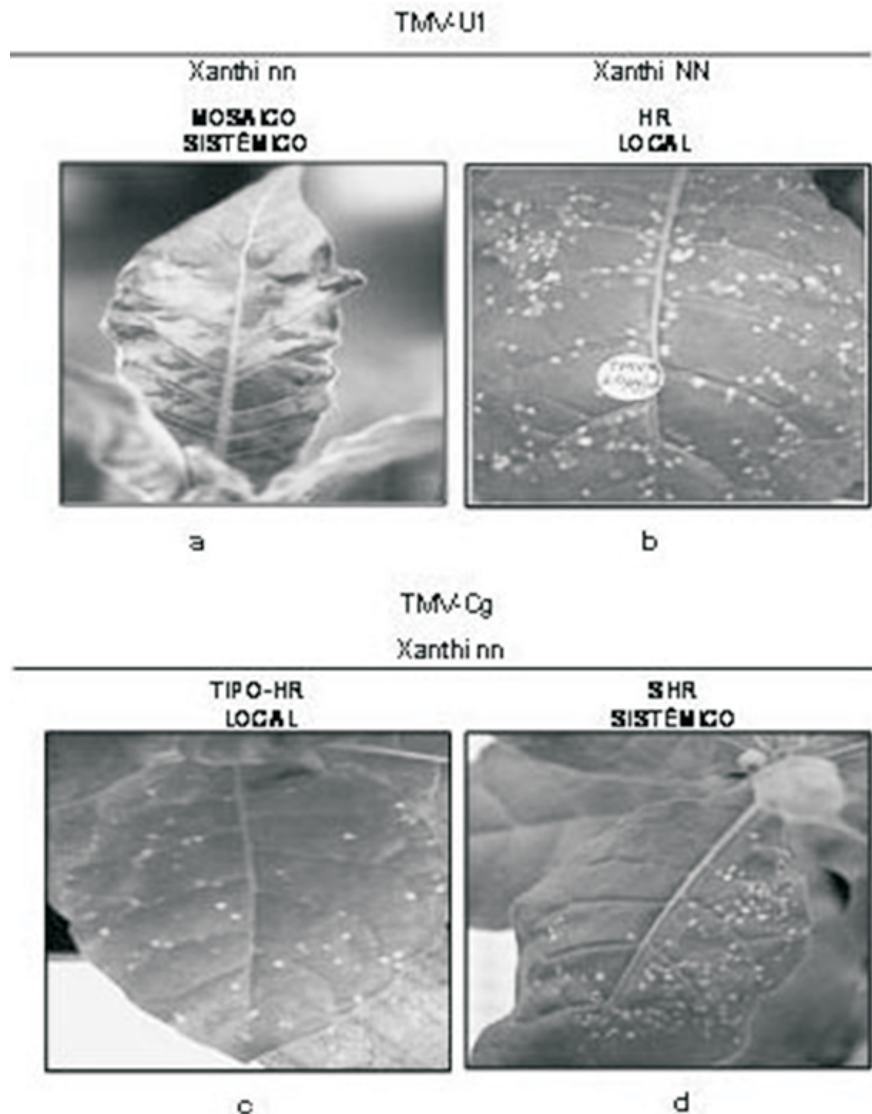 TMV-U1
Xanthi nn
Xanthi NN
MOSAICO
SISTÊMICO
HR
LOCAL
a
b
TMV-Cg
Xanthi nn
TIPO-HR
LOCAL
SHR
SISTÊMICO
c
d